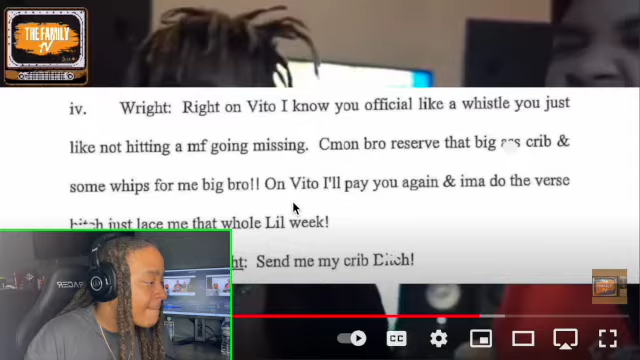 THE FAMILY
TV
iv. Wright: Right on Vito I know you official like a whistle you just
like not hitting a mf going missing. Cmon bro reserve that big ass crib &
some whips for me big bro!! On Vito I'll pay you again & ima do the verse
bitch just lace me that whole Lil week!
ht: Send me my crib Bitch!
RACER
CC